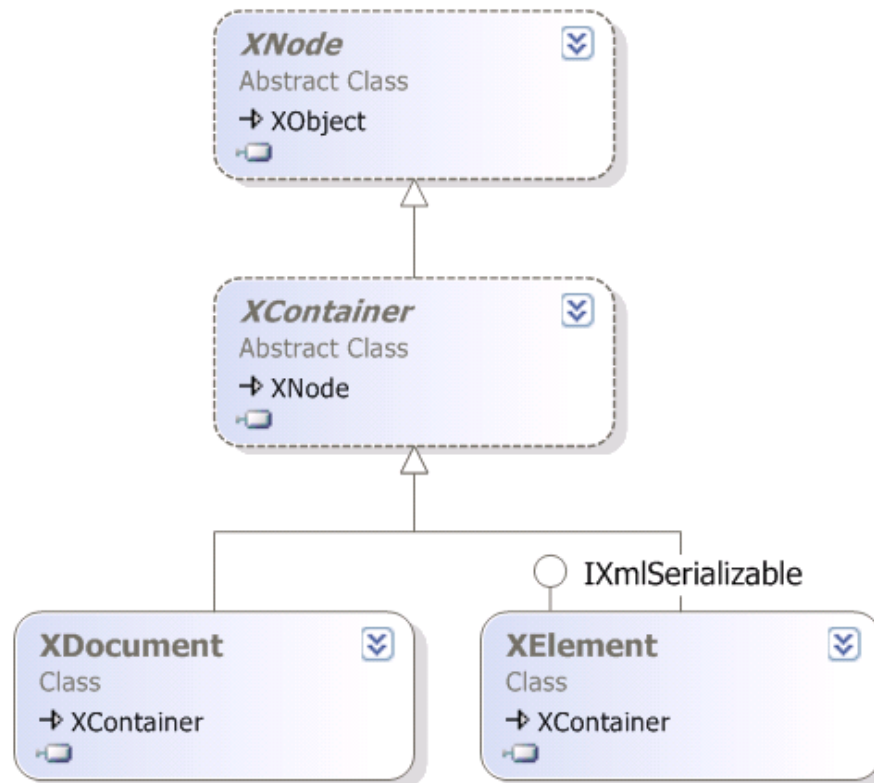 XNode
Abstract Class
XObject
XContainer
Abstract Class
XNode
IXmlSerializable
XDocument
Class
XContainer
XElement
Class
XContainer